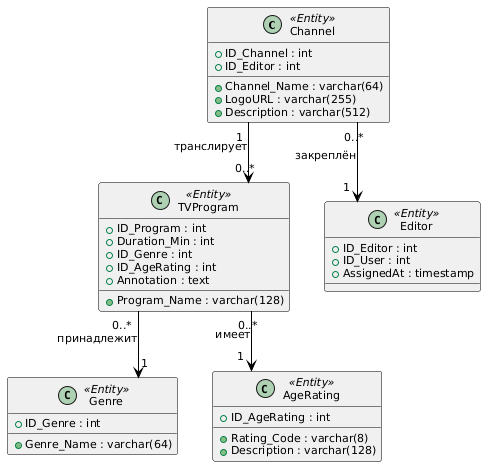 C
«Entity»
Channel
ID_Channel : int
ID_Editor : int
Channel_Name : varchar(64)
LogoURL : varchar(255)
Description : varchar(512)
1
транслирует
0..*
0..*
закреплён
1
C
«Entity»
TVProgram
ID_Program : int
Duration_Min : int
ID_Genre : int
ID_AgeRating : int
Annotation : text
Program_Name : varchar(128)
C
«Entity»
Editor
ID_Editor : int
ID_User : int
AssignedAt : timestamp
0..*
принадлежит
1
0..*
имеет
1
C
«Entity»
Genre
ID_Genre : int
Genre_Name : varchar(64)
C
«Entity»
AgeRating
ID_AgeRating : int
Rating_Code : varchar(8)
Description : varchar(128)